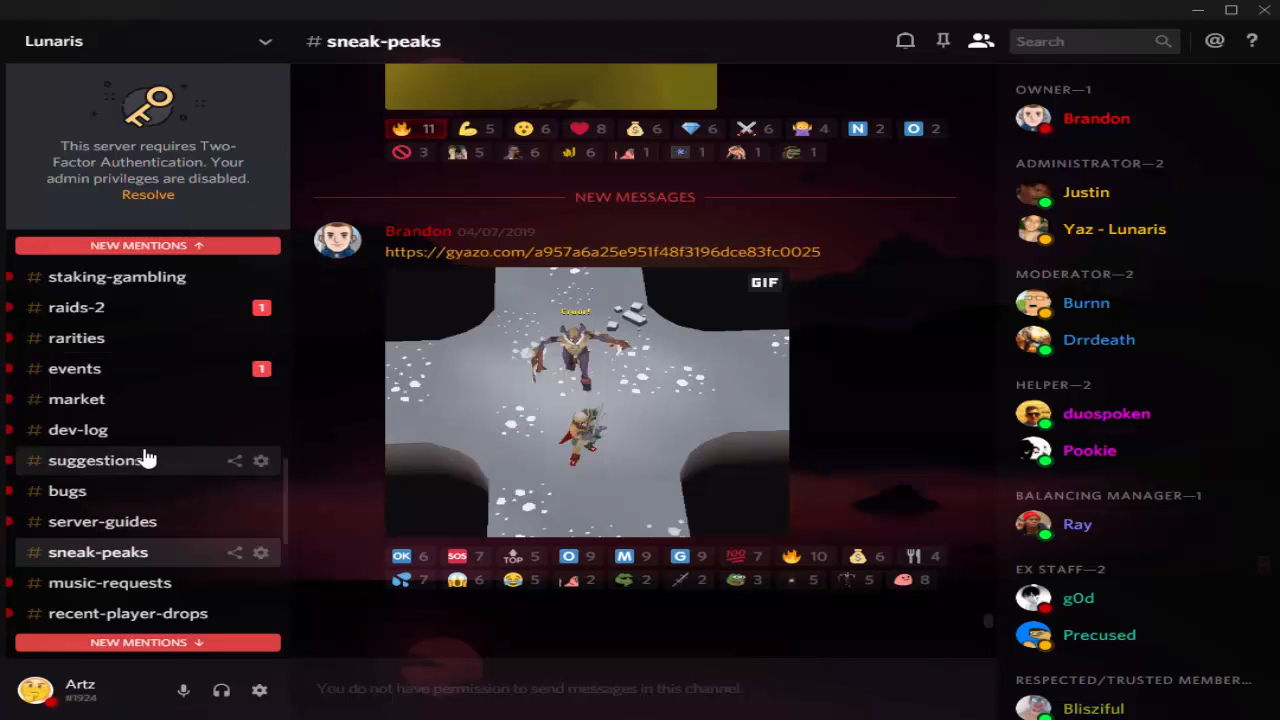 Lunaris
# sneak-peaks
Search
@
?
This server requires Two-
Factor Authentication. Your
admin privileges are disabled.
Resolve
NEW MENTIONS ↑
# staking-gambling
# raids-2 1
# rarities
# events 1
# market
# dev-log
# suggestions
# bugs
# server-guides
# sneak-peaks
# music-requests
# recent-player-drops
NEW MENTIONS ↓
Artz
#1924
11 5 6 8 6 6 6 4 N 2 O 2
3 5 6 6 1 1 1 1
NEW MESSAGES
Brandon 04/07/2019
https://gyazo.com/a957a6a25e951f48f3196dce83fc0025
GIF
OK 6 SOS 7 TOP 5 O 9 M 9 G 9 100 7 10 6 4
7 6 5 2 2 2 3 5 5 8
You do not have permission to send messages in this channel.
OWNER—1
Brandon
ADMINISTRATOR—2
Justin
Yaz - Lunaris
MODERATOR—2
Burnn
Drrdeath
HELPER—2
duospoken
Pookie
BALANCING MANAGER—1
Ray
EX STAFF—2
g0d
Precused
RESPECTED/TRUSTED MEMBER...
Blisziful